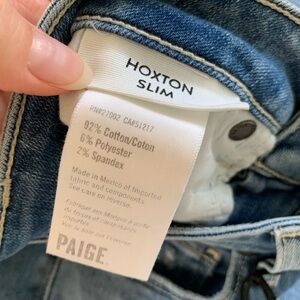 HOXTON
SLIM
RN#27002 CA#51217
92% Cotton/Coton
6% Polyester
2% Spandex
Made in Mexico of Imported
fabric and components.
See care on reverse.
PAIGE